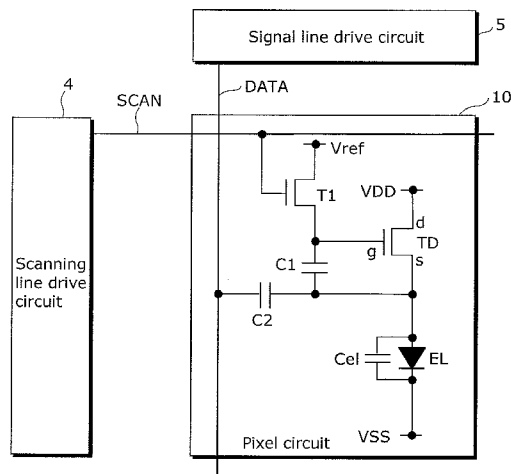 Signal line drive circuit
5
DATA
4
SCAN
10
Vref
T1
VDD
d
TD
g
s
C1
C2
Scanning
line drive
circuit
Cel
EL
VSS
Pixel circuit